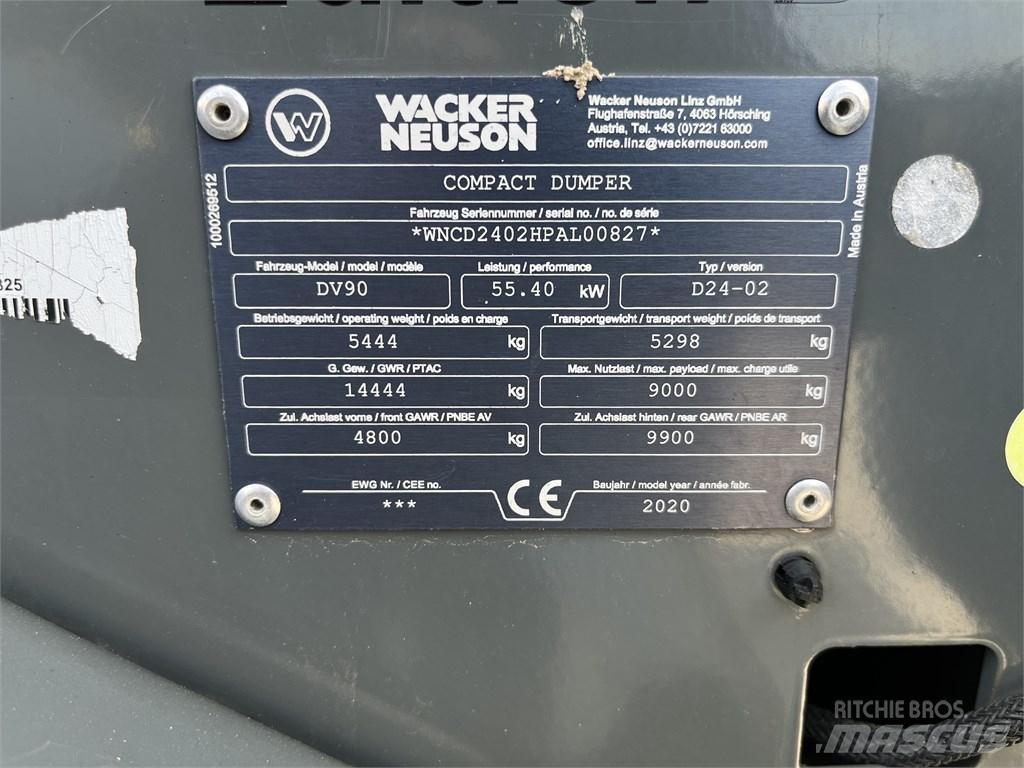 W
WACKER
NEUSON
Wacker Neuson Linz GmbH
Flughafenstraße 7, 4063 Hörsching
Austria, Tel. +43 (0)7221 63000
office.linz@wackerneuson.com
1000269512
Made in Austria
COMPACT DUMPER
Fahrzeug Seriennummer / serial no. / no. de série
*WNCD2402HPAL00827*
Fahrzeug-Model / model / modèle
Leistung / performance
Typ / version
DV90
55.40 kW
D24-02
Betriebsgewicht / operating weight / poids en charge
Transportgewicht / transport weight / poids de transport
5444 kg
5298 kg
G. Gew. / GWR / PTAC
Max. Nutzlast / max. payload / max. charge utile
14444 kg
9000 kg
Zul. Achslast vorne / front GAWR / PNBE AV
Zul. Achslast hinten / rear GAWR / PNBE AR
4800 kg
9900 kg
EWG Nr. / CEE no.
CE
Baujahr / model year / année fabr.
***
2020
RITCHIE BROS
MASCUS